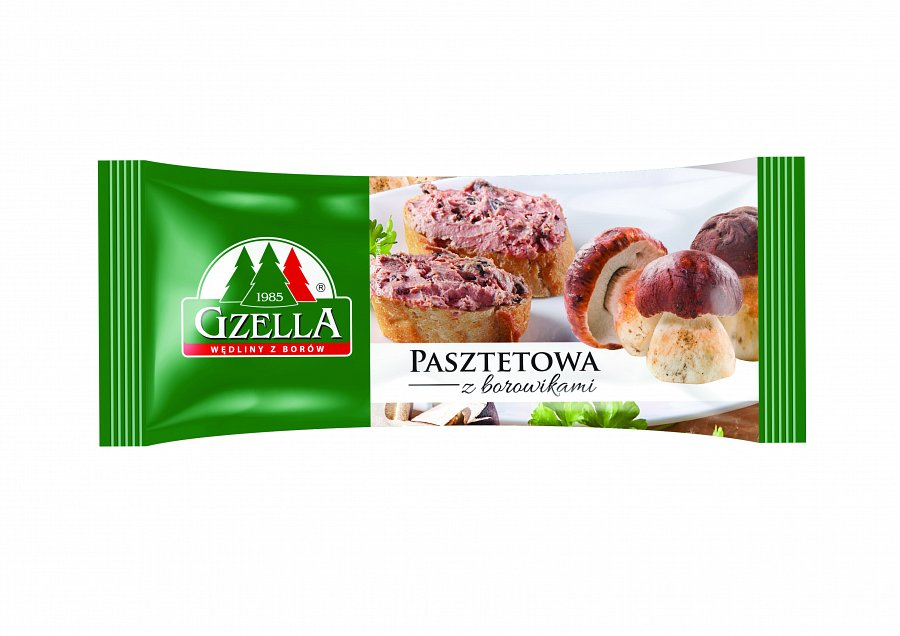 1985
®
GZELLA
WĘDLINY Z BORÓW
PASZTETOWA
z borowikami